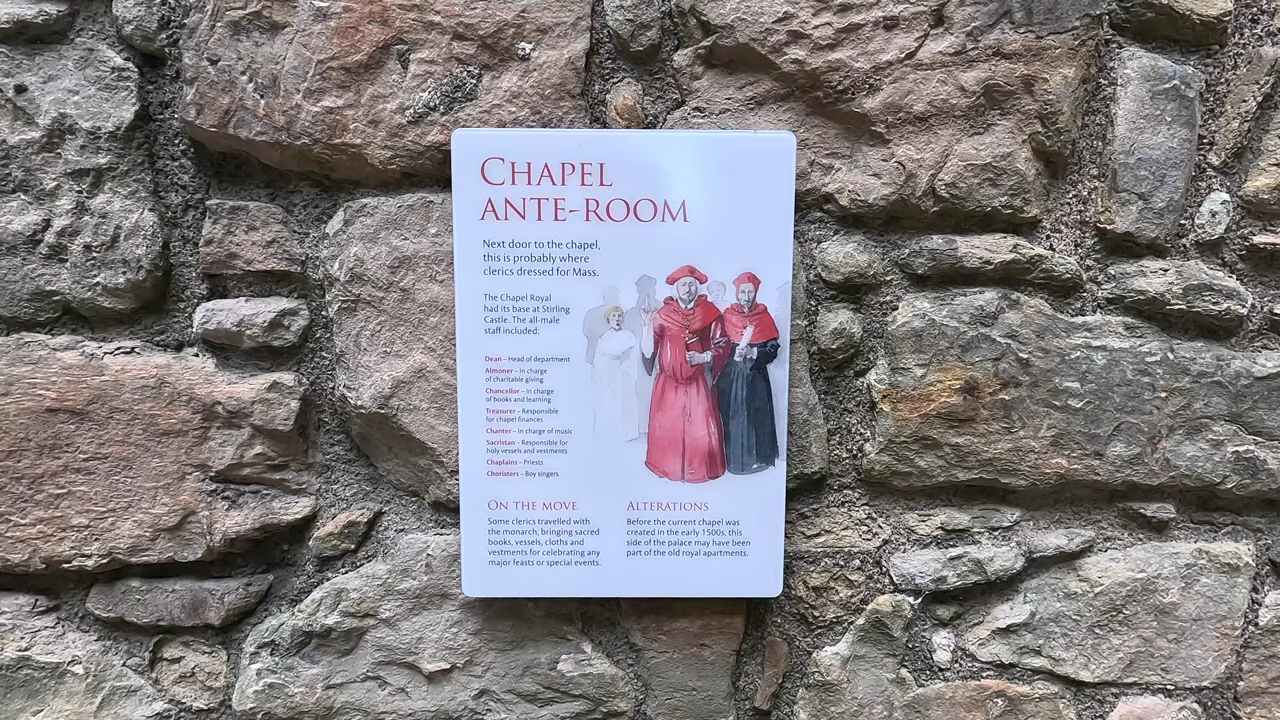 CHAPEL
ANTE-ROOM
Next door to the chapel,
this is probably where
clerics dressed for Mass.
The Chapel Royal
had its base at Stirling
Castle. The all-male
staff included:
Dean – Head of department
Almoner – In charge
of charitable giving
Chancellor – In charge
of books and learning
Treasurer – Responsible
for chapel finances
Chanter – In charge of music
Sacristan – Responsible for
holy vessels and vestments
Chaplains – Priests
Choristers – Boy singers
ON THE MOVE
Some clerics travelled with
the monarch, bringing sacred
books, vessels, cloths and
vestments for celebrating any
major feasts or special events.
ALTERATIONS
Before the current chapel was
created in the early 1500s, this
side of the palace may have been
part of the old royal apartments.